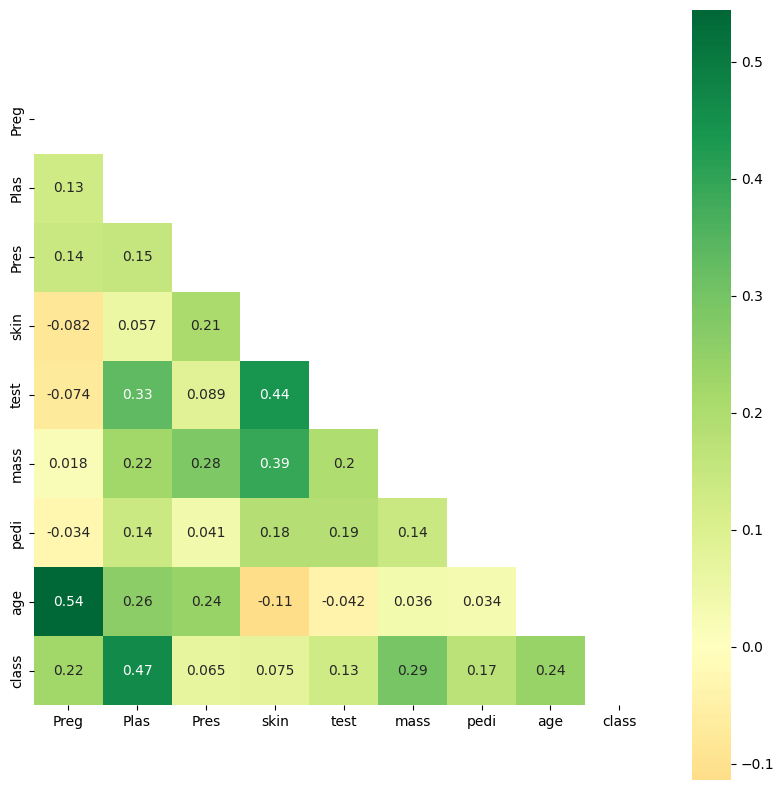 Preg
Plas 0.13
Pres 0.14 0.15
skin -0.082 0.057 0.21
test -0.074 0.33 0.089 0.44
mass 0.018 0.22 0.28 0.39 0.2
pedi -0.034 0.14 0.041 0.18 0.19 0.14
age 0.54 0.26 0.24 -0.11 -0.042 0.036 0.034
class 0.22 0.47 0.065 0.075 0.13 0.29 0.17 0.24
Preg Plas Pres skin test mass pedi age class
0.5
0.4
0.3
0.2
0.1
0.0
−0.1